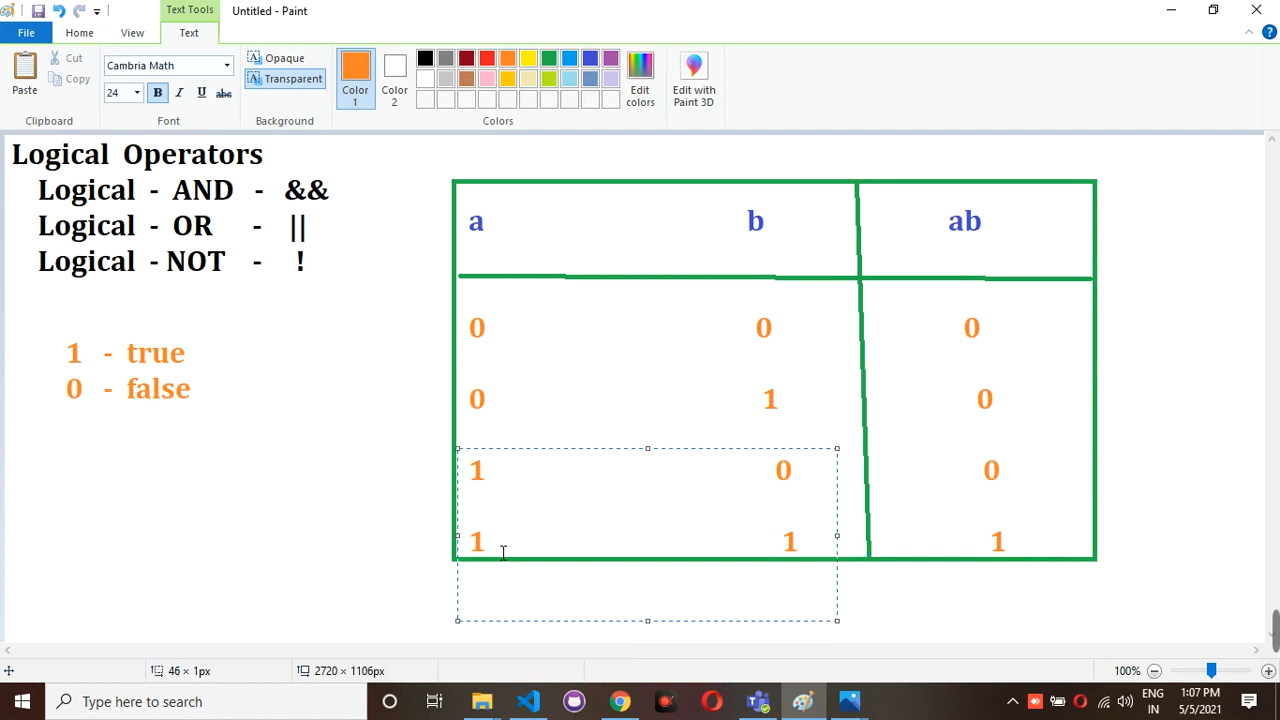 Text Tools
Untitled - Paint
File Home View Text
Paste
Cut
Copy
Clipboard
Cambria Math
24 B I U abc
Font
Opaque
Transparent
Background
Color 1
Color 2
Edit colors
Colors
Edit with Paint 3D
Logical Operators
Logical - AND - &&
Logical - OR - ||
Logical - NOT - !
1 - true
0 - false
a b ab
0 0 0
0 1 0
1 0 0
1 1 1
46 × 1px
2720 × 1106px
100%
Type here to search
ENG
IN
1:07 PM
5/5/2021